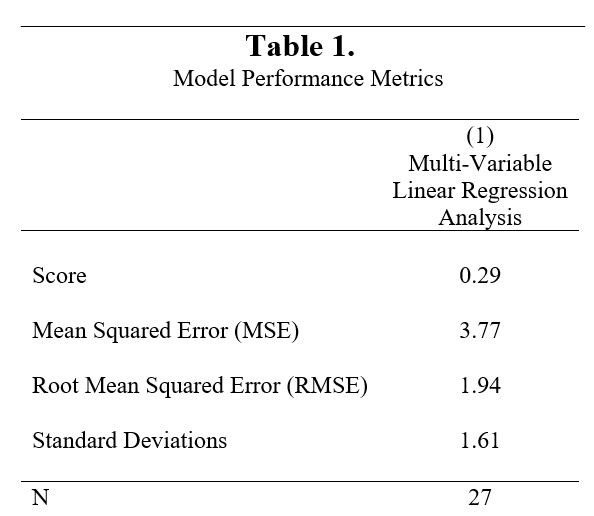 Table 1.
Model Performance Metrics
(1)
Multi-Variable
Linear Regression
Analysis
Score 0.29
Mean Squared Error (MSE) 3.77
Root Mean Squared Error (RMSE) 1.94
Standard Deviations 1.61
N 27